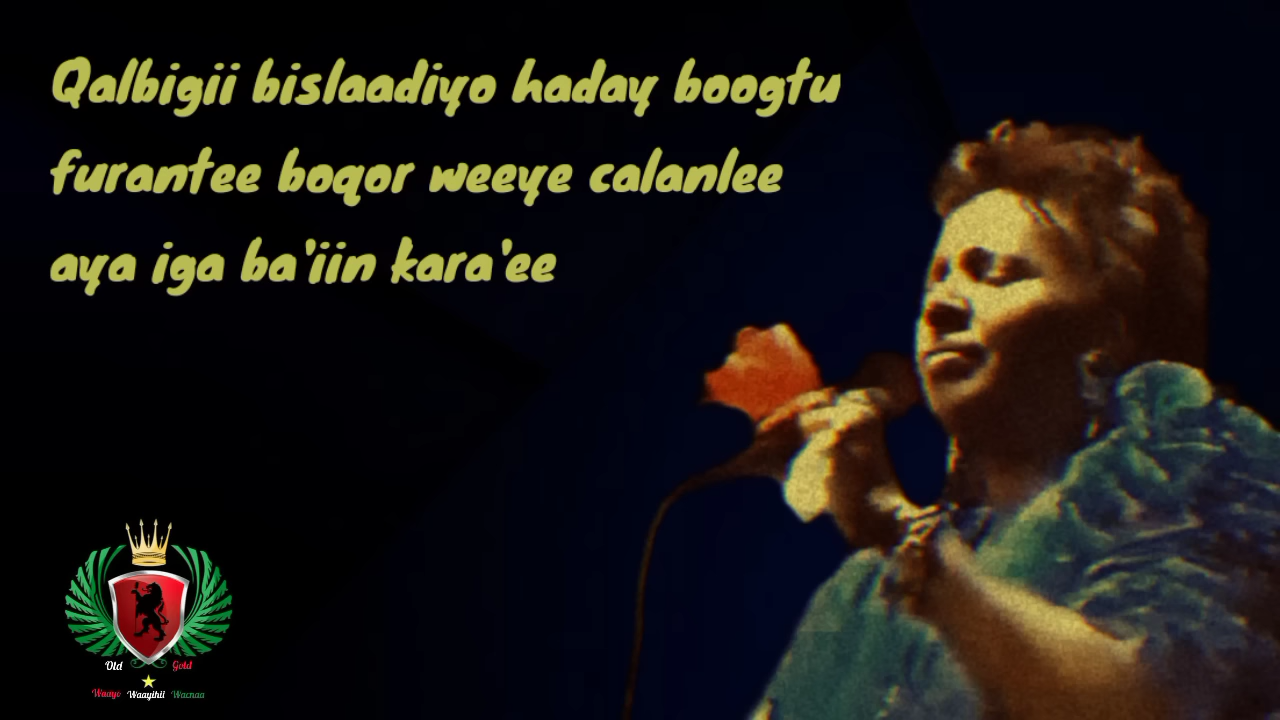 Qalbigii bislaadiyo haday boogtu
furantee boqor weeye calanlee
aya iga ba'iin kara'ee
Old Gold
Waayo Waayihii Wacnaa